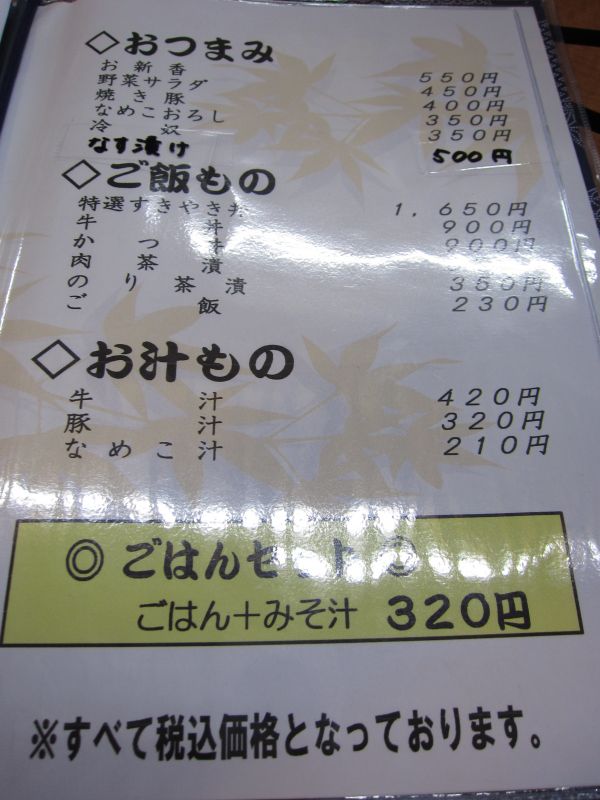 ◇おつまみ
お新香 550円
野菜サラダ 450円
焼き豚 400円
なめこおろし 350円
冷奴 350円
なす漬け 500円
◇ご飯もの
特選すきやき丼 1,650円
牛丼 900円
かつ丼 900円
肉茶漬
のり茶漬 350円
ご飯 230円
◇お汁もの
牛汁 420円
豚汁 320円
なめこ汁 210円
◎ ごはんセット
ごはん＋みそ汁 320円
※すべて税込価格となっております。